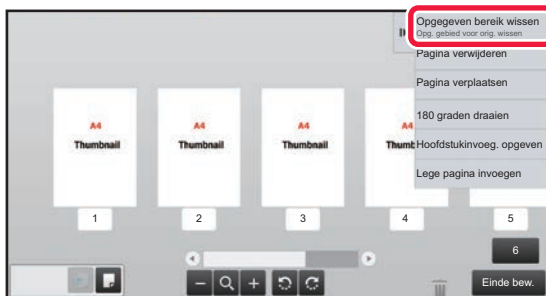 Opgegeven bereik wissen
Opg. gebied voor orig. wissen
Pagina verwijderen
Pagina verplaatsen
180 graden draaien
Hoofdstukinvoeg. opgeven
Lege pagina invoegen
A4
Thumbnail
A4
Thumbnail
A4
Thumbnail
A4
Thumb
1
2
3
4
5
6
Einde bew.